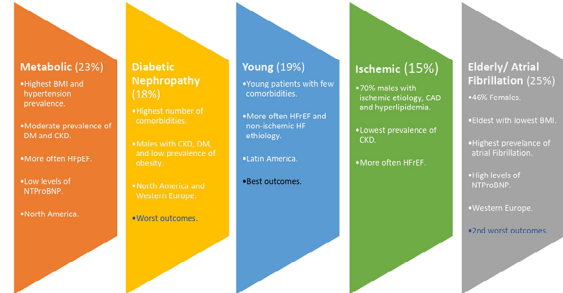 Metabolic (23%)
•Highest BMI and
hypertension
prevalence.
•Moderate prevalence of
DM and CKD.
•More often HFpEF.
•Low levels of
NTProBNP.
•North America.
Diabetic
Nephropathy
(18%)
•Highest number of
comorbidities.
•Males with CKD, DM,
and low prevalence of
obesity.
•North America and
Western Europe.
•Worst outcomes.
Young (19%)
•Young patients with few
comorbidities.
•More often HFrEF and
non-ischemic HF
ethiology.
•Latin America.
•Best outcomes.
Ischemic (15%)
•70% males with
ischemic etiology, CAD
and hyperlipidemia.
•Lowest prevalence of
CKD.
•More often HFrEF.
Elderly/ Atrial
Fibrillation (25%)
•46% Females.
•Eldest with lowest BMI.
•Highest prevelance of
atrial Fibrillation.
•High levels of
NTProBNP.
•Western Europe.
•2nd worst outcomes.